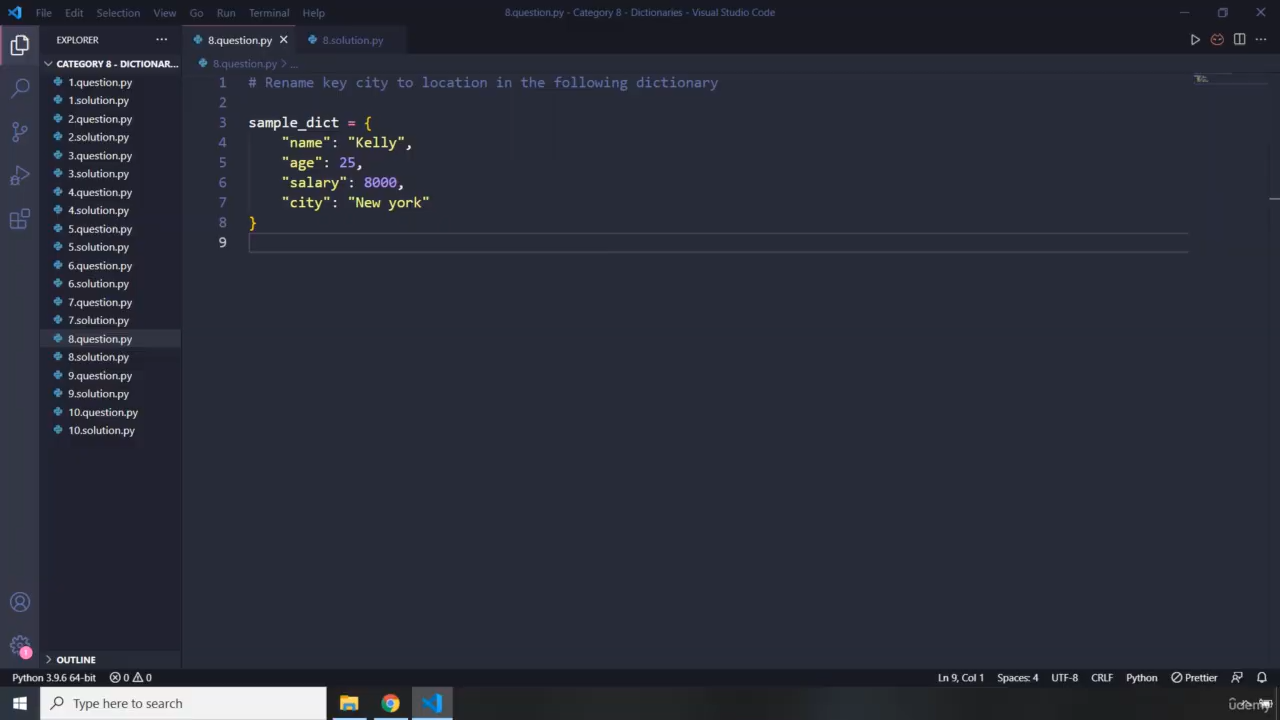 File Edit Selection View Go Run Terminal Help
8.question.py - Category 8 - Dictionaries - Visual Studio Code
EXPLORER
8.question.py
8.solution.py
CATEGORY 8 - DICTIONAR...
8.question.py > ...
1.question.py
1.solution.py
2.question.py
2.solution.py
3.question.py
3.solution.py
4.question.py
4.solution.py
5.question.py
5.solution.py
6.question.py
6.solution.py
7.question.py
7.solution.py
8.question.py
8.solution.py
9.question.py
9.solution.py
10.question.py
10.solution.py
1 # Rename key city to location in the following dictionary
2
3 sample_dict = {
4 "name": "Kelly",
5 "age": 25,
6 "salary": 8000,
7 "city": "New york"
8 }
9
1
OUTLINE
Python 3.9.6 64-bit 0 0 Ln 9, Col 1 Spaces: 4 UTF-8 CRLF Python Prettier
Type here to search
udemy